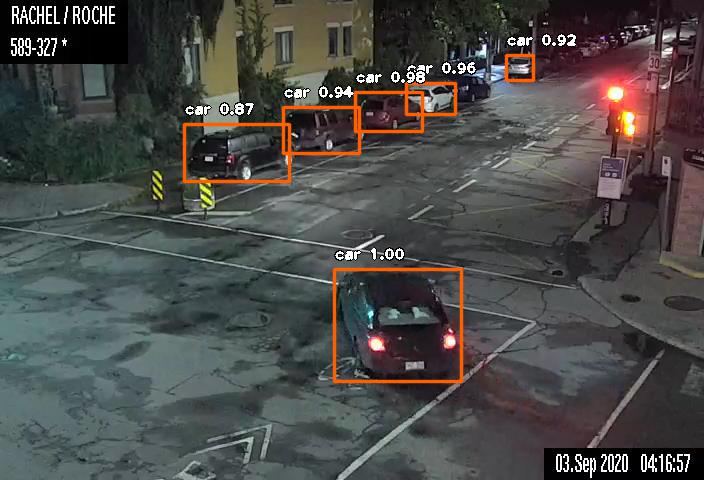 RACHEL / ROCHE
589-327 *
car 0.92
car 0.96
car 0.98
car 0.94
car 0.87
30
car 1.00
03.Sep 2020 04:16:57